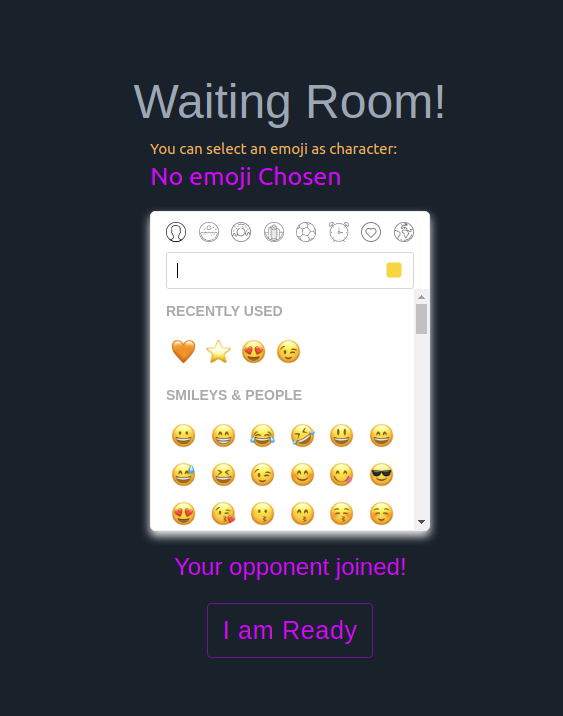 Waiting Room!
You can select an emoji as character:
No emoji Chosen
RECENTLY USED
SMILEYS & PEOPLE
Your opponent joined!
I am Ready